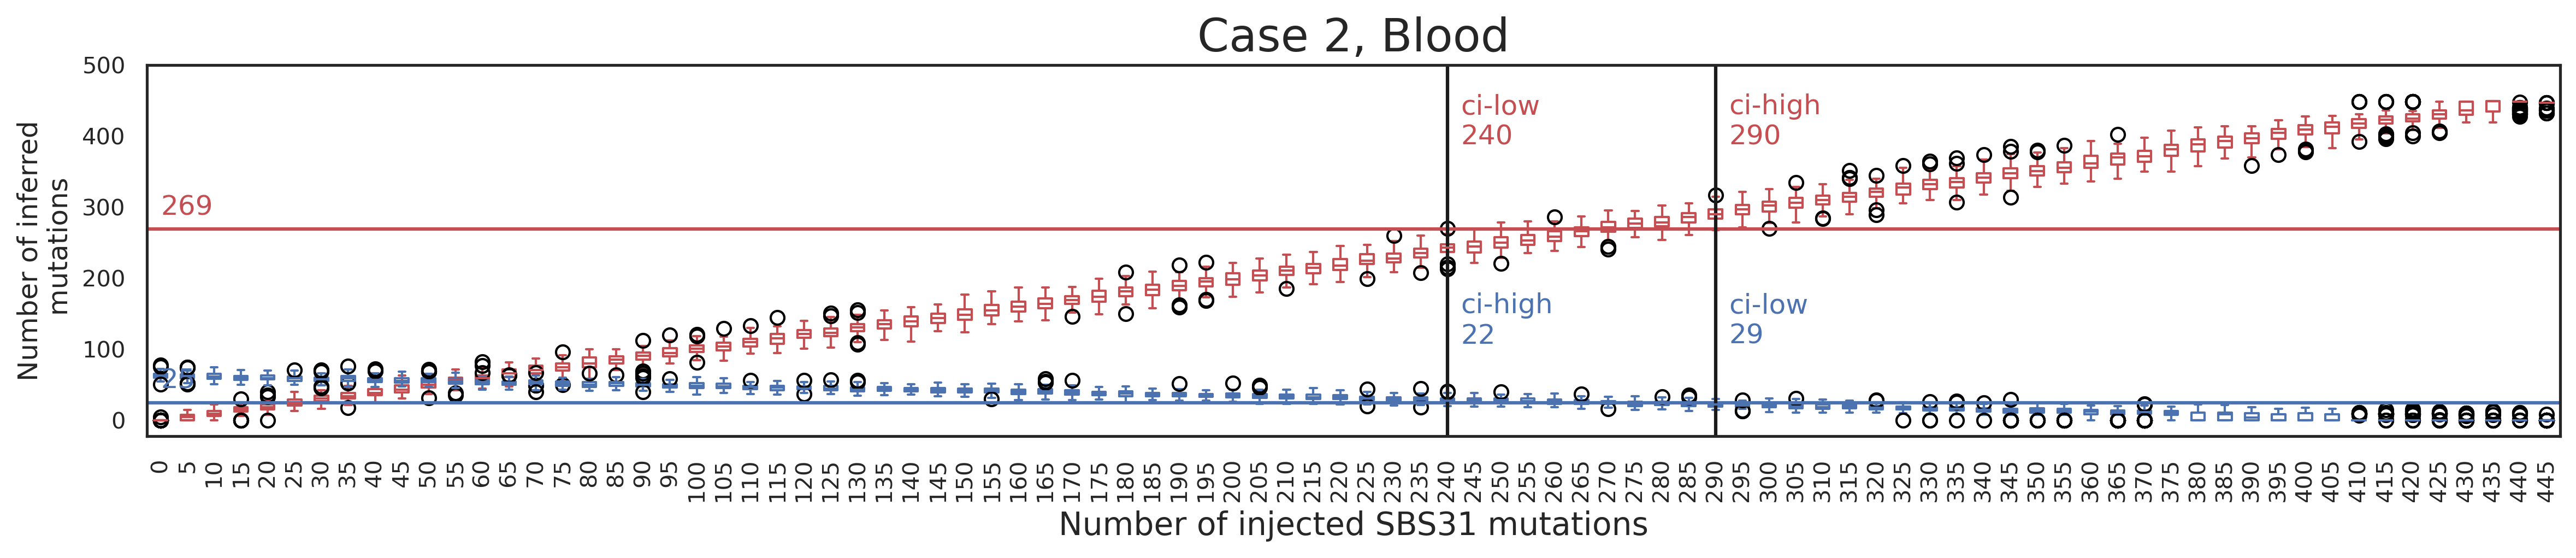 Case 2, Blood
Number of inferred
mutations
500
400
300
200
100
0
269
ci-low
240
ci-high
290
ci-high
22
ci-low
29
0 5 10 15 20 25 30 35 40 45 50 55 60 65 70 75 80 85 90 95 100 105 110 115 120 125 130 135 140 145 150 155 160 165 170 175 180 185 190 195 200 205 210 215 220 225 230 235 240 245 250 255 260 265 270 275 280 285 290 295 300 305 310 315 320 325 330 335 340 345 350 355 360 365 370 375 380 385 390 395 400 405 410 415 420 425 430 435 440 445
Number of injected SBS31 mutations